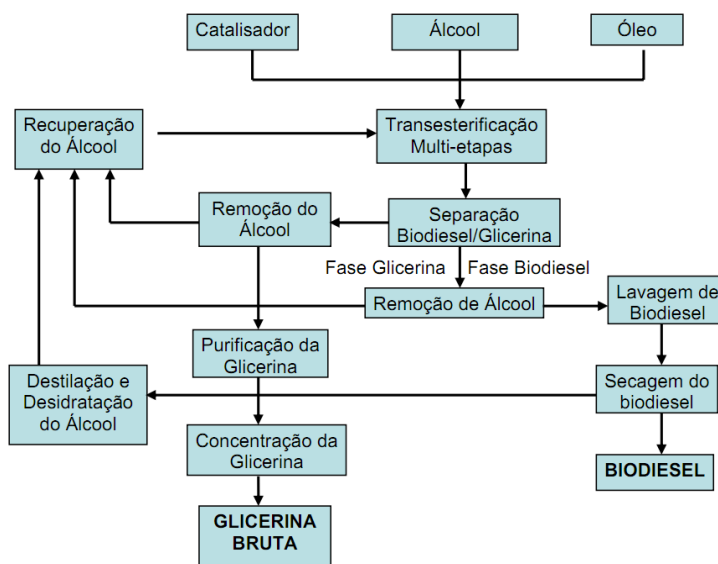 Catalisador
Álcool
Óleo
Recuperação
do Álcool
Transesterificação
Multi-etapas
Remoção do
Álcool
Separação
Biodiesel/Glicerina
Fase Glicerina
Fase Biodiesel
Remoção de Álcool
Lavagem de
Biodiesel
Purificação da
Glicerina
Destilação e
Desidratação
do Álcool
Secagem do
biodiesel
Concentração da
Glicerina
BIODIESEL
GLICERINA
BRUTA